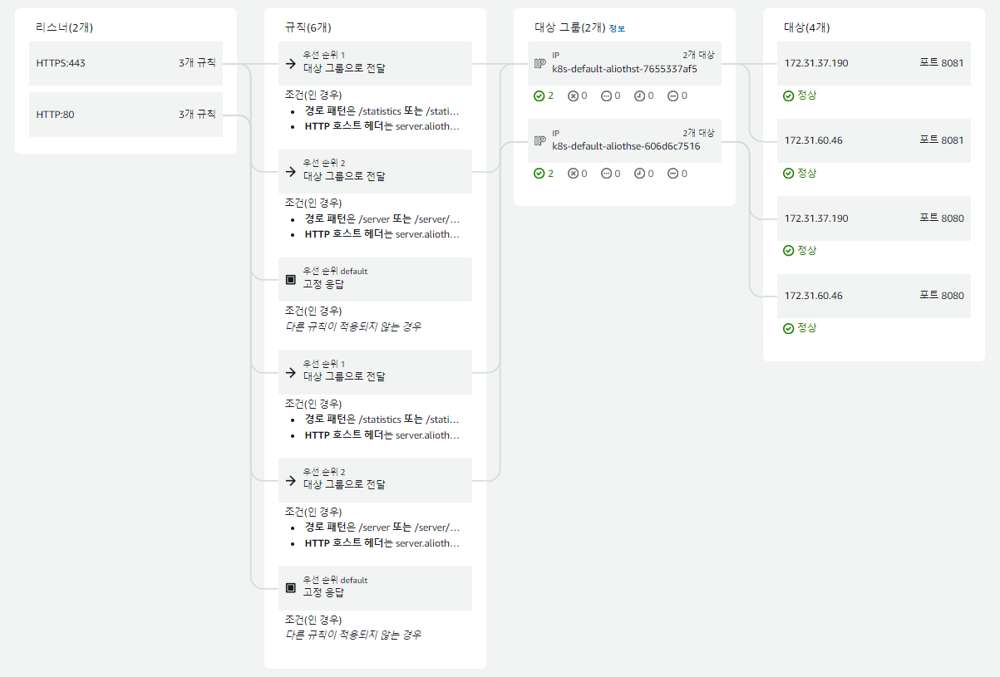 리스너(2개)
HTTPS:443 3개 규칙
HTTP:80 3개 규칙
규칙(6개)
우선 순위 1
대상 그룹으로 전달
조건(인 경우)
경로 패턴은 /statistics 또는 /stati...
HTTP 호스트 헤더는 server.alioth...
우선 순위 2
대상 그룹으로 전달
조건(인 경우)
경로 패턴은 /server 또는 /server/...
HTTP 호스트 헤더는 server.alioth...
우선 순위 default
고정 응답
조건(인 경우)
다른 규칙이 적용되지 않는 경우
우선 순위 1
대상 그룹으로 전달
조건(인 경우)
경로 패턴은 /statistics 또는 /stati...
HTTP 호스트 헤더는 server.alioth...
우선 순위 2
대상 그룹으로 전달
조건(인 경우)
경로 패턴은 /server 또는 /server/...
HTTP 호스트 헤더는 server.alioth...
우선 순위 default
고정 응답
조건(인 경우)
다른 규칙이 적용되지 않는 경우
대상 그룹(2개) 정보
IP 2개 대상
k8s-default-aliothst-7655337af5
2 0 0 0 0
IP 2개 대상
k8s-default-aliothse-606d6c7516
2 0 0 0 0
대상(4개)
172.31.37.190 포트 8081
정상
172.31.60.46 포트 8081
정상
172.31.37.190 포트 8080
정상
172.31.60.46 포트 8080
정상